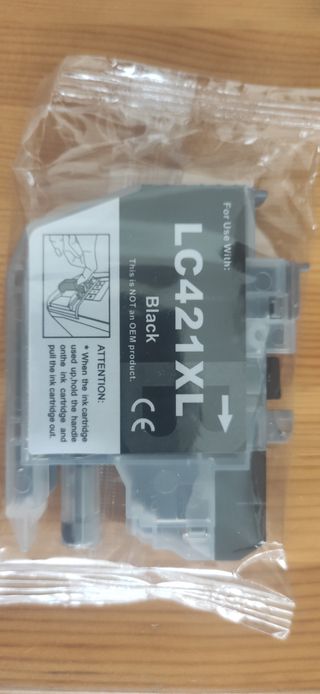 For Use With:
LC421XL
Black
This is NOT an OEM product.
CE
ATTENTION:
* When the ink cartridge
used up,hold the handle
onthe ink cartridge and
pull the ink cartridge out.